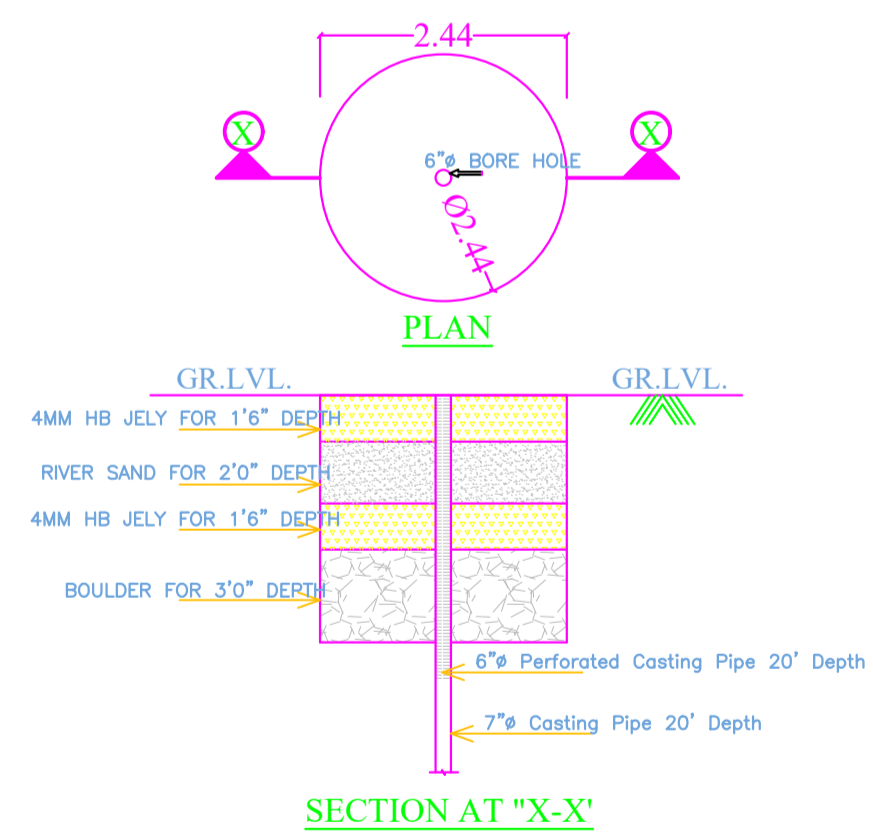 2.44
X
X
6"ø BORE HOLE
Ø2.44
PLAN
GR.LVL.
GR.LVL.
4MM HB JELY FOR 1'6" DEPTH
RIVER SAND FOR 2'0" DEPTH
4MM HB JELY FOR 1'6" DEPTH
BOULDER FOR 3'0" DEPTH
6"ø Perforated Casting Pipe 20' Depth
7"ø Casting Pipe 20' Depth
SECTION AT "X-X'